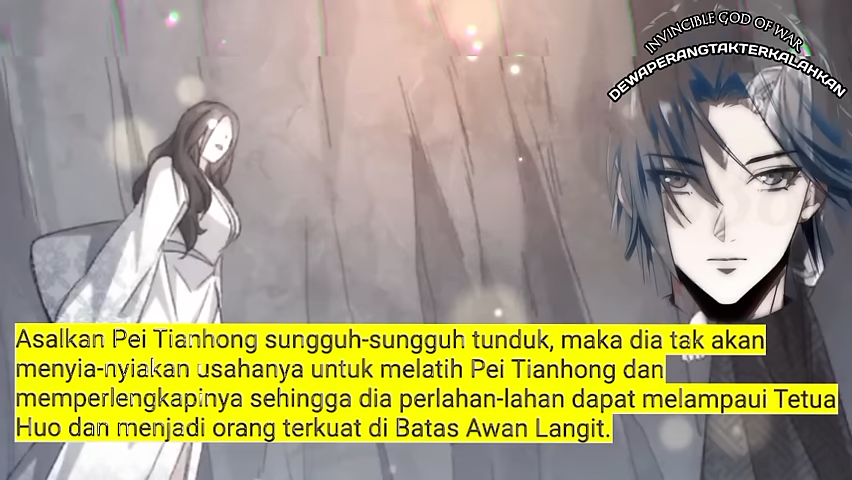 INVINCIBLE GOD OF WAR
DEWAPERANGTAKTERKALAHKAN
Asalkan Pei Tianhong sungguh-sungguh tunduk, maka dia tak akan
menyia-nyiakan usahanya untuk melatih Pei Tianhong dan
memperlengkapinya sehingga dia perlahan-lahan dapat melampaui Tetua
Huo dan menjadi orang terkuat di Batas Awan Langit.